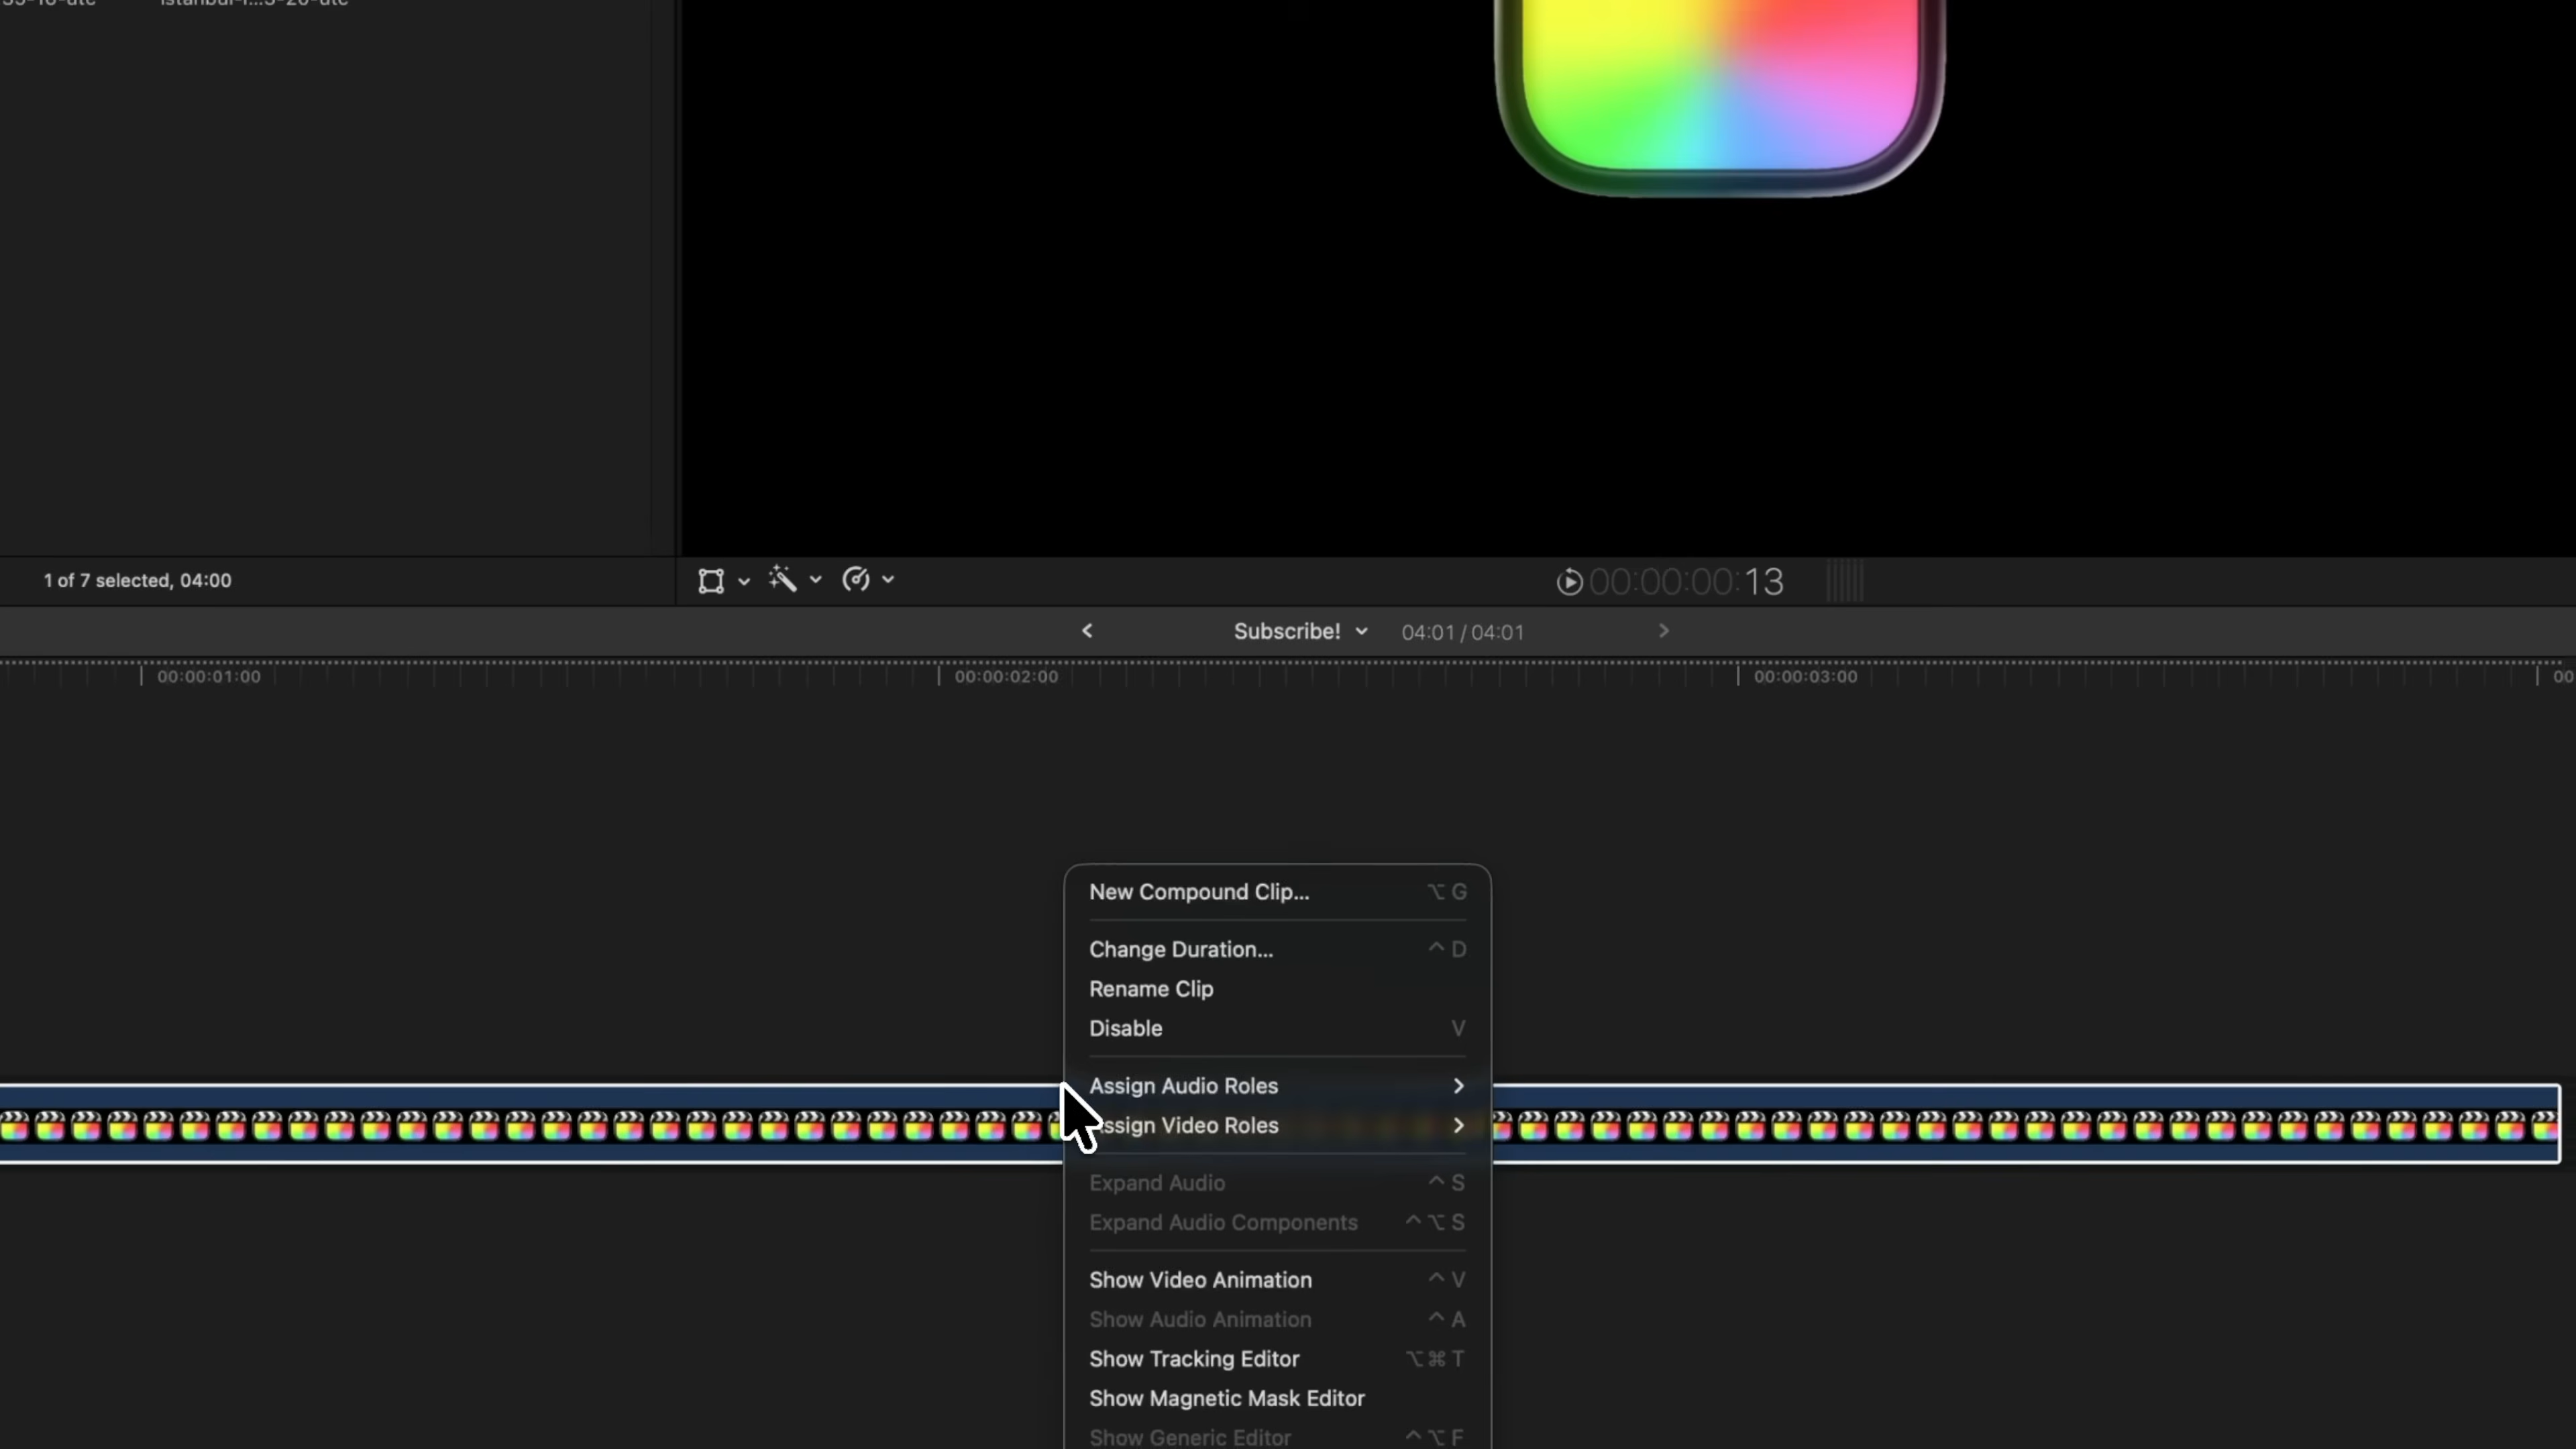 1 of 7 selected, 04:00
00:00:00:13
Subscribe!
04:01 / 04:01
00:00:01:00
00:00:02:00
00:00:03:00
00
New Compound Clip... ⌥ G
Change Duration... ^ D
Rename Clip
Disable V
Assign Audio Roles
ssign Video Roles
Expand Audio ^ S
Expand Audio Components ^ ⌥ S
Show Video Animation ^ V
Show Audio Animation ^ A
Show Tracking Editor ⌥ ⌘ T
Show Magnetic Mask Editor
Show Generic Editor ^ ⌥ F